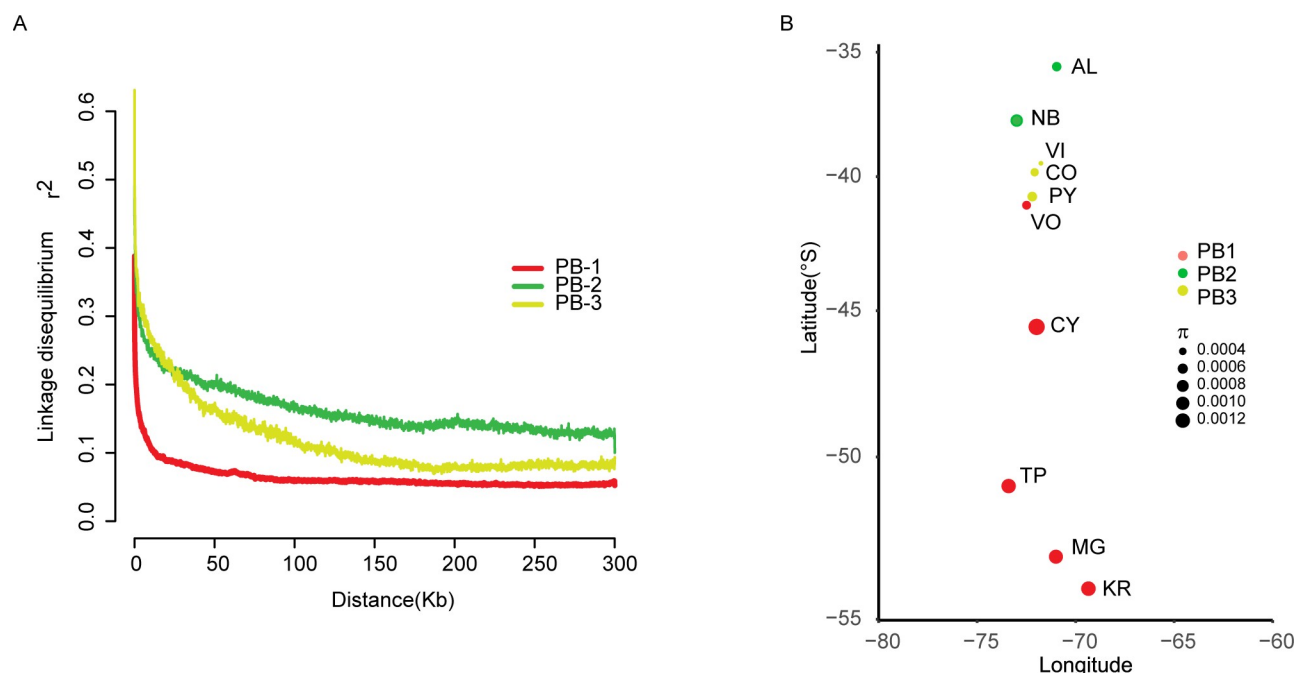 A
0.6
0.5
0.4
0.3
0.2
0.1
0.0
Linkage disequilibrium r2
PB-1
PB-2
PB-3
0 50 100 150 200 250 300
Distance(Kb)
B
−35
−40
−45
−50
−55
Latitude(°S)
AL
NB
VI
CO
PY
VO
CY
TP
MG
KR
PB1
PB2
PB3
π
0.0004
0.0006
0.0008
0.0010
0.0012
−80 −75 −70 −65 −60
Longitude